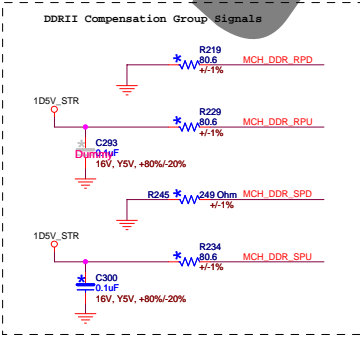 DDRII Compensation Group Signals
R219
80.6
+/-1%
MCH_DDR_RPD
1D5V_STR
R229
80.6
+/-1%
MCH_DDR_RPU
C293
0.1uF
Dummy
16V, Y5V, +80%/-20%
R245
249 Ohm
+/-1%
MCH_DDR_SPD
1D5V_STR
R234
80.6
+/-1%
MCH_DDR_SPU
C300
0.1uF
16V, Y5V, +80%/-20%